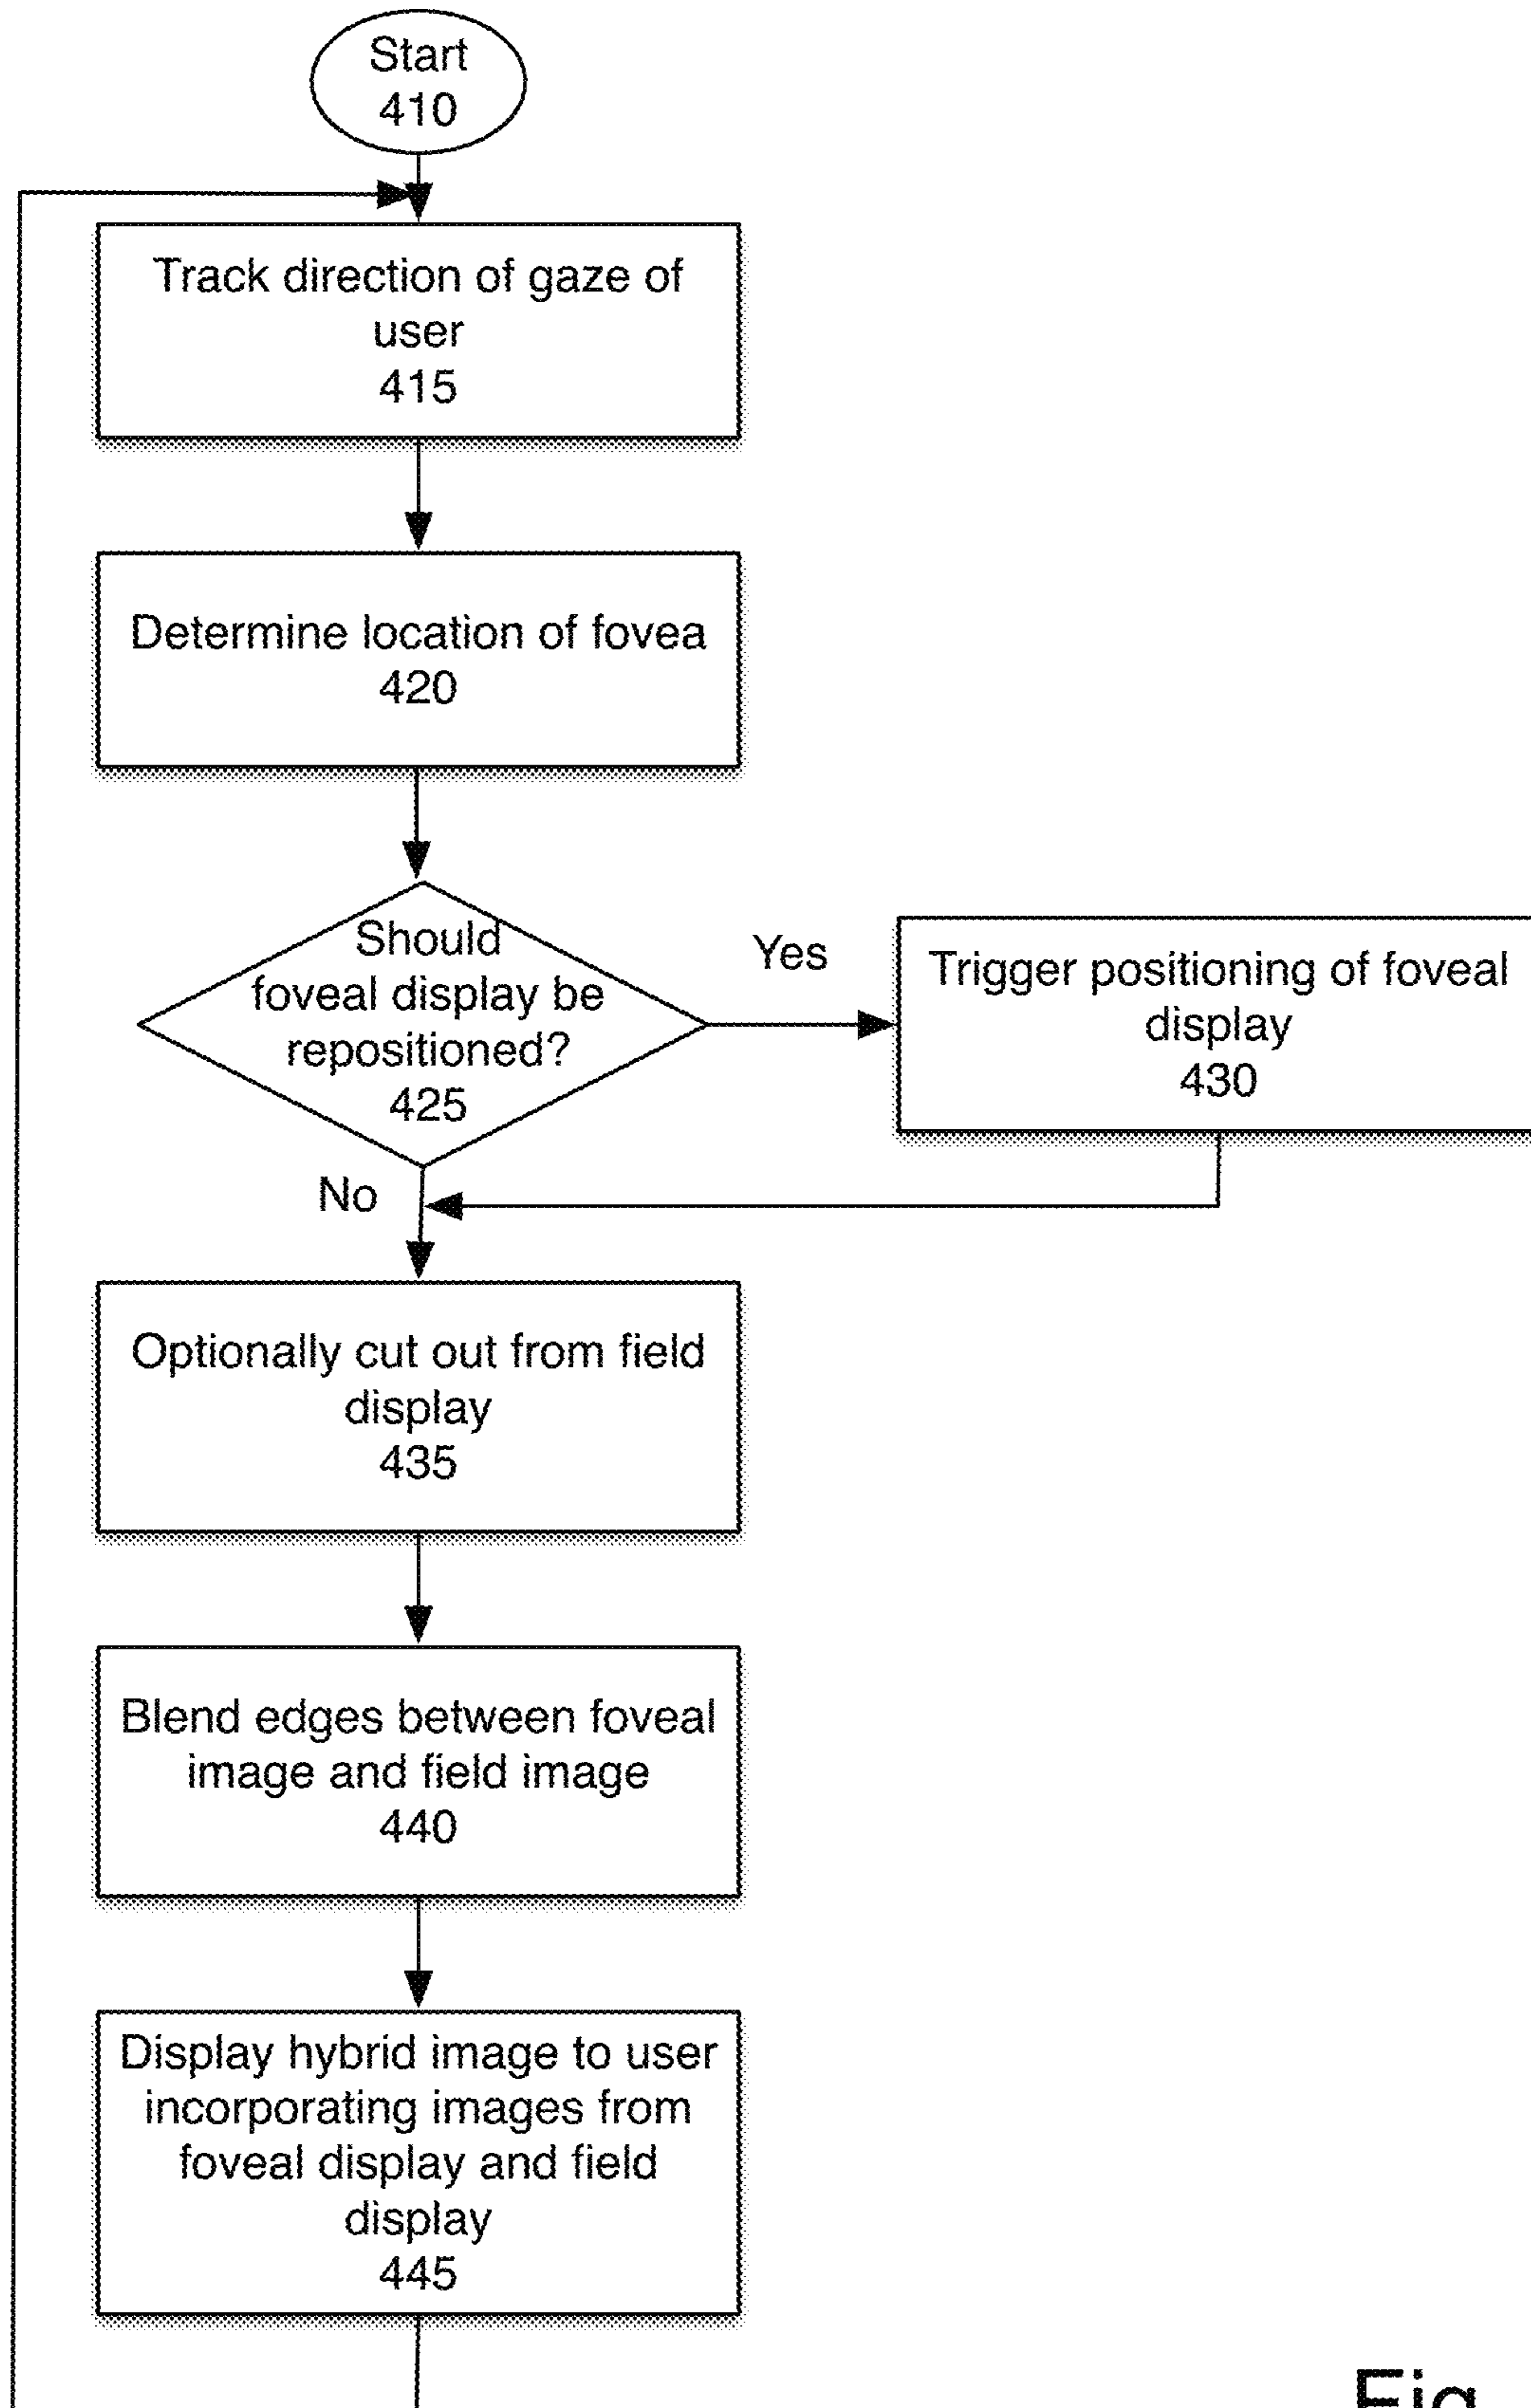 Start
410
Track direction of gaze of
user
415
Determine location of fovea
420
Should
foveal display be
repositioned?
425
Yes
Trigger positioning of foveal
display
430
No
Optionally cut out from field
display
435
Blend edges between foveal
image and field image
440
Display hybrid image to user
incorporating images from
foveal display and field
display
445
Fig